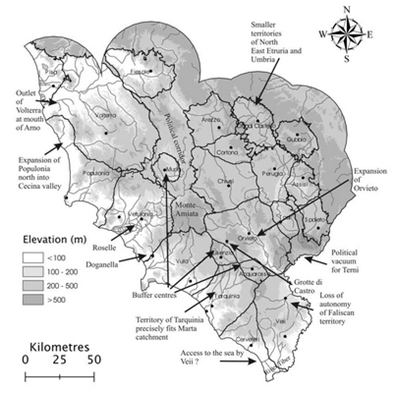 Smaller
territories of
North
East Etruria and
Umbria
N
W
E
S
Pisa
Fiesole
Outlet
of
Volterra
at mouth
of Arno
Volterra
Political corridor
Arezzo
Gubbio
Cortona
Expansion of
Populonia
north into
Cecina valley
Populonia
Chiusi
Perugia
Assisi
Expansion
of
Orvieto
Vetulonia
Monte
Amiata
Spoleto
Elevation (m)
<100
100 - 200
200 - 500
>500
Roselle
Doganella
Vulci
Orvieto
Acquarossa
Political
vacuum
for Terni
Grotte di
Castro
Buffer centres
Tarquinia
Loss of
autonomy
of Faliscan
territory
Territory of Tarquinia
precisely fits Marta
catchment
Veii
Kilometres
0 25 50
Cerveteri
Access to the sea by
Veii ?